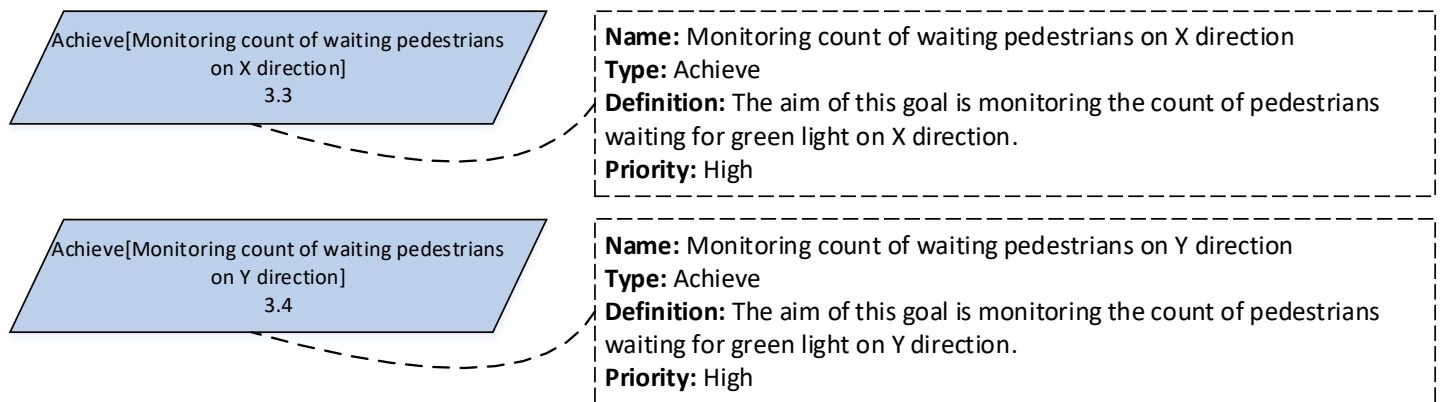 Achieve[Monitoring count of waiting pedestrians
on X direction]
3.3
Name: Monitoring count of waiting pedestrians on X direction
Type: Achieve
Definition: The aim of this goal is monitoring the count of pedestrians
waiting for green light on X direction.
Priority: High
Achieve[Monitoring count of waiting pedestrians
on Y direction]
3.4
Name: Monitoring count of waiting pedestrians on Y direction
Type: Achieve
Definition: The aim of this goal is monitoring the count of pedestrians
waiting for green light on Y direction.
Priority: High